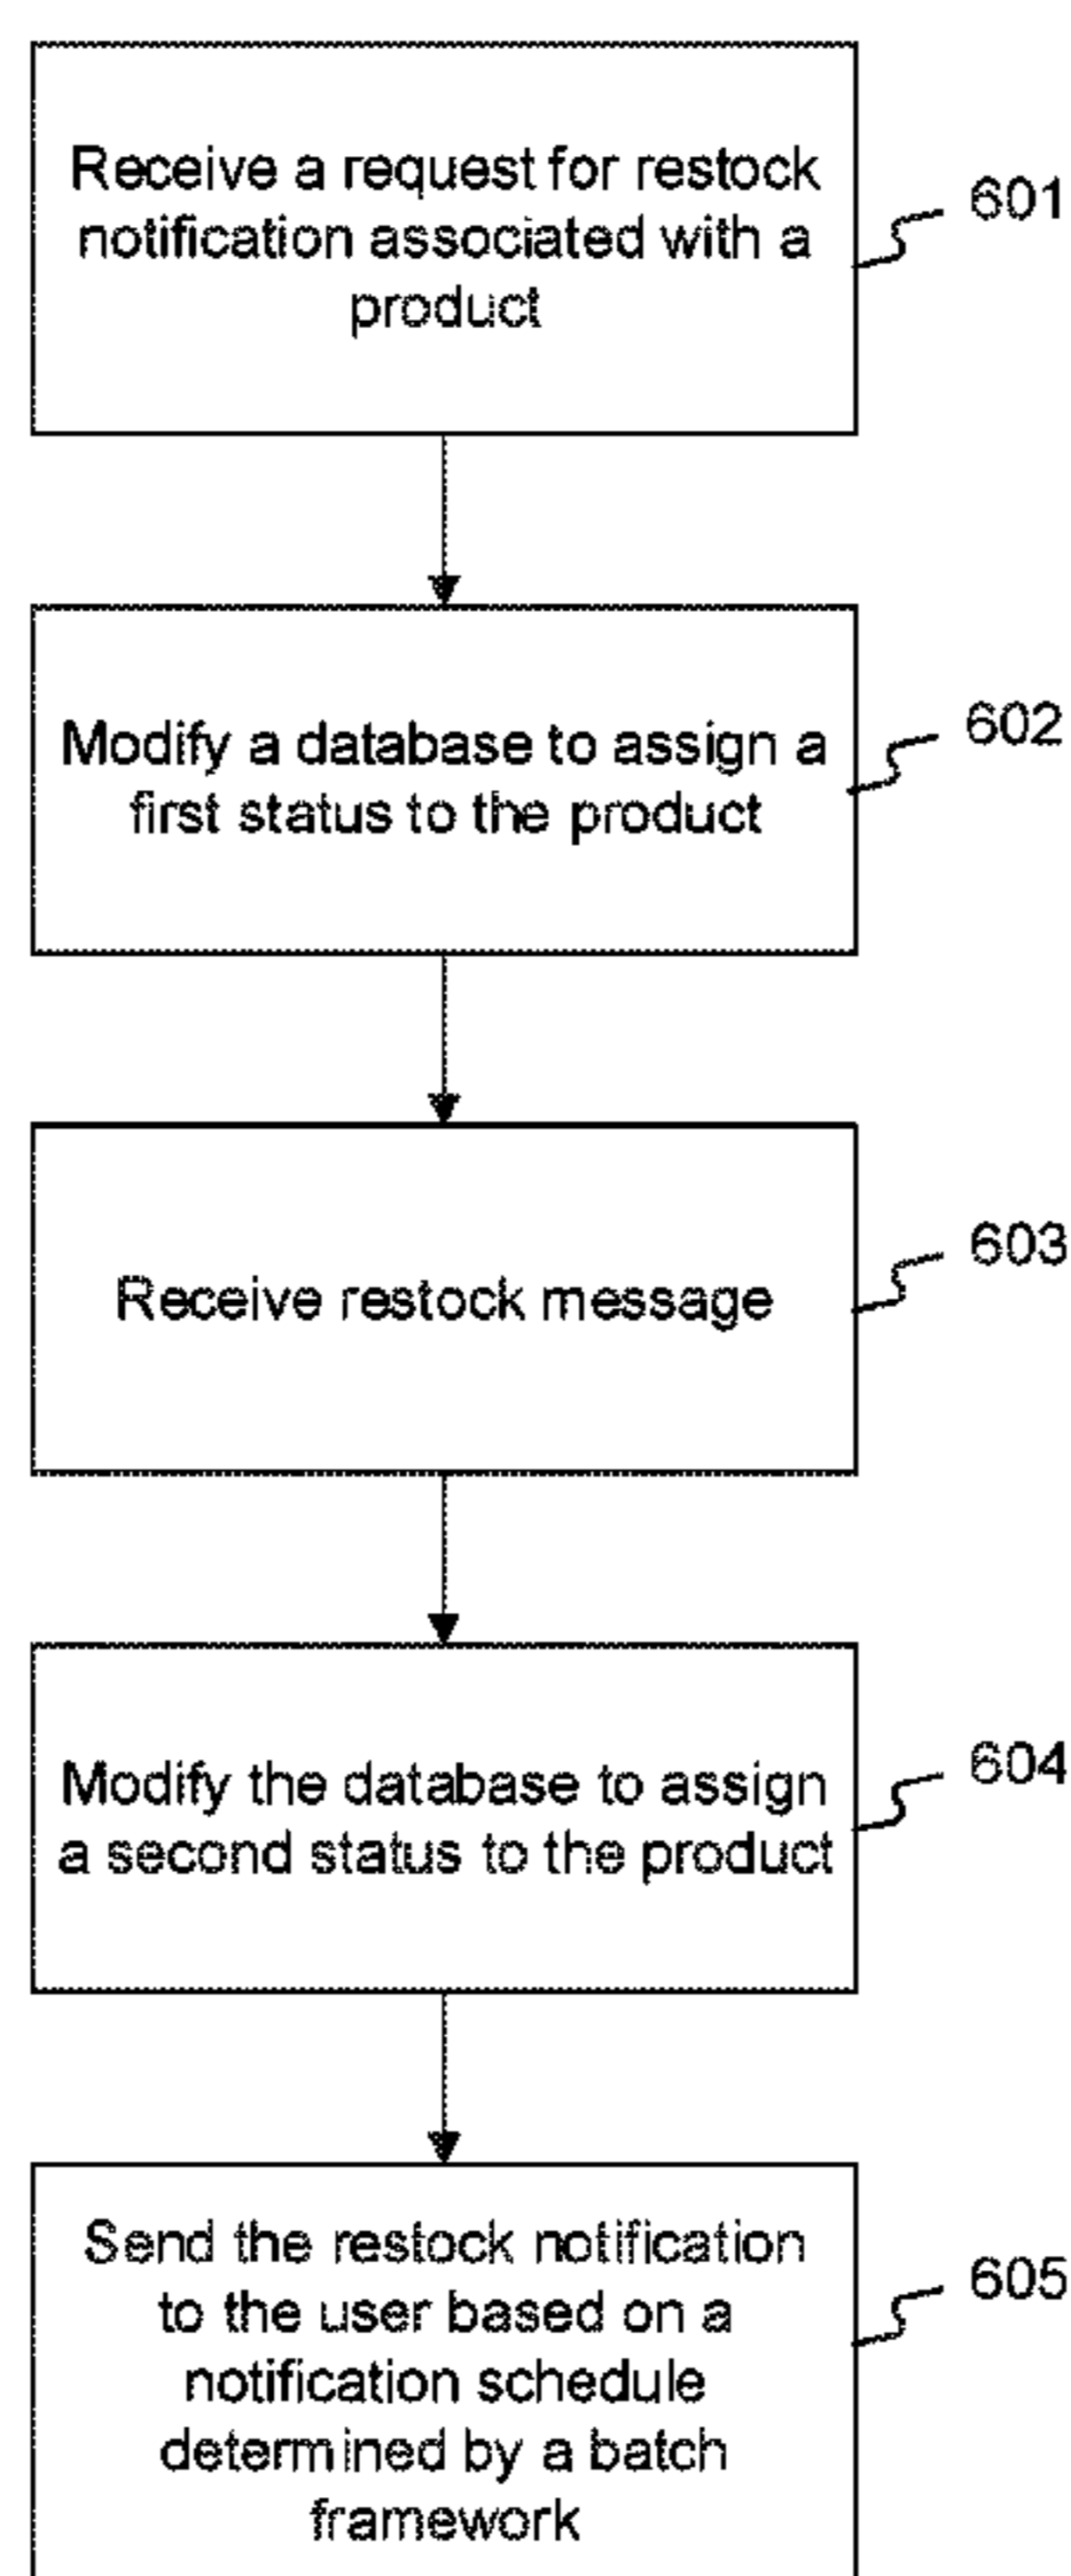 Receive a request for restock
notification associated with a
product
601
Modify a database to assign a
first status to the product
602
Receive restock message
603
Modify the database to assign
a second status to the product
604
Send the restock notification
to the user based on a
notification schedule
determined by a batch
framework
605